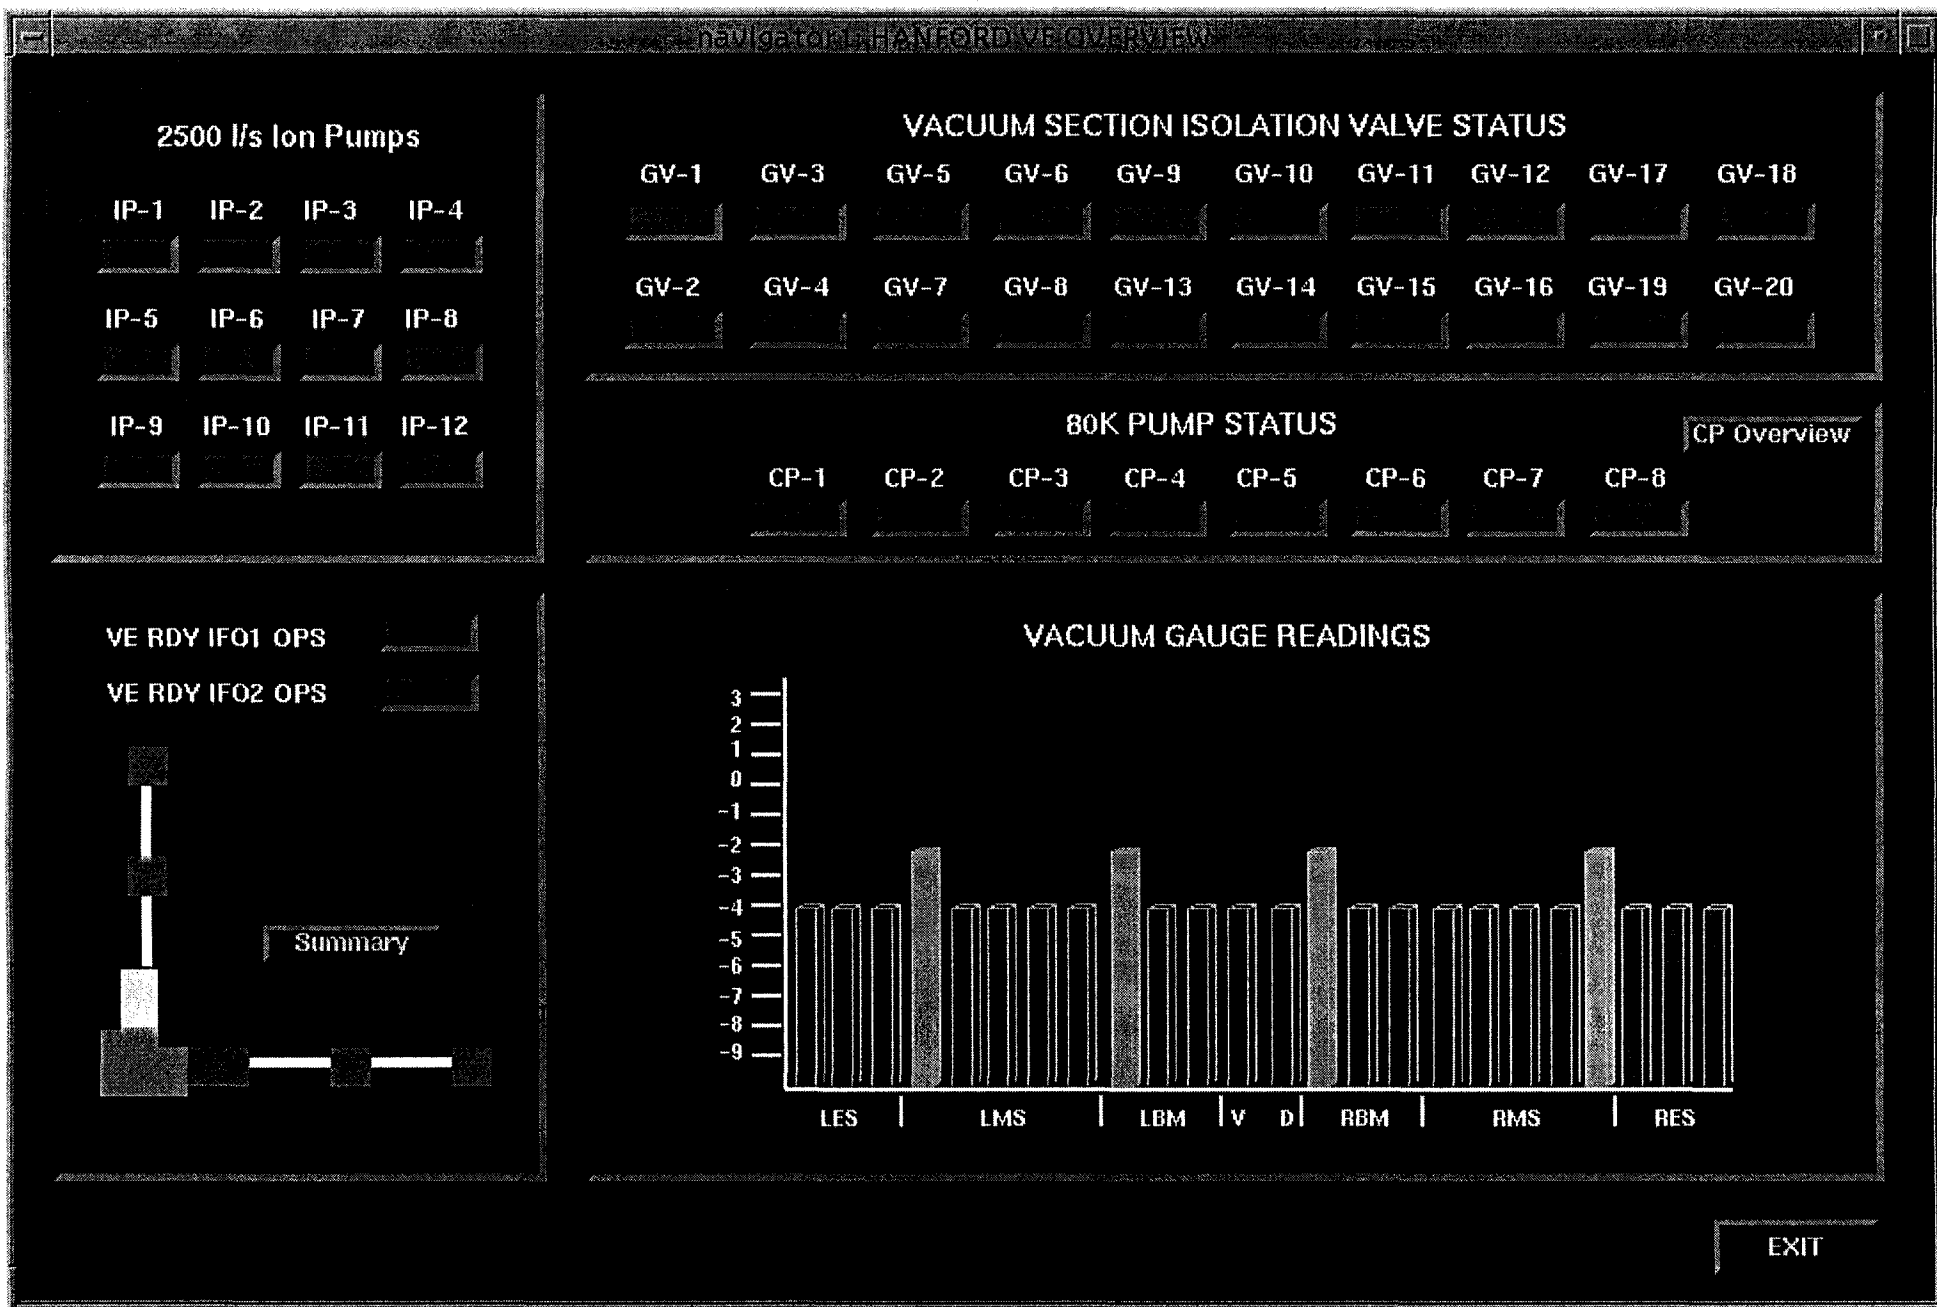 navigator1: HANFORD VE OVERVIEW
2500 l/s Ion Pumps
IP-1 IP-2 IP-3 IP-4
IP-5 IP-6 IP-7 IP-8
IP-9 IP-10 IP-11 IP-12
VACUUM SECTION ISOLATION VALVE STATUS
GV-1 GV-3 GV-5 GV-6 GV-9 GV-10 GV-11 GV-12 GV-17 GV-18
GV-2 GV-4 GV-7 GV-8 GV-13 GV-14 GV-15 GV-16 GV-19 GV-20
80K PUMP STATUS
CP Overview
CP-1 CP-2 CP-3 CP-4 CP-5 CP-6 CP-7 CP-8
VE RDY IFO1 OPS
VE RDY IFO2 OPS
Summary
VACUUM GAUGE READINGS
3
2
1
0
-1
-2
-3
-4
-5
-6
-7
-8
-9
LES LMS LBM V D RBM RMS RES
EXIT